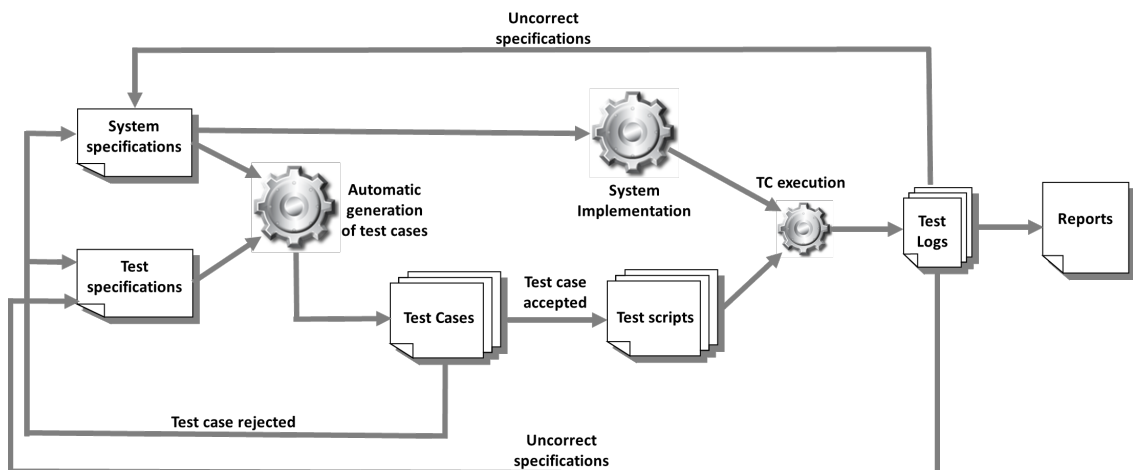 Uncorrect
specifications
System
specifications
Automatic
generation
of test cases
System
Implementation
TC execution
Test
Logs
Reports
Test
specifications
Test Cases
Test case
accepted
Test scripts
Test case rejected
Uncorrect
specifications